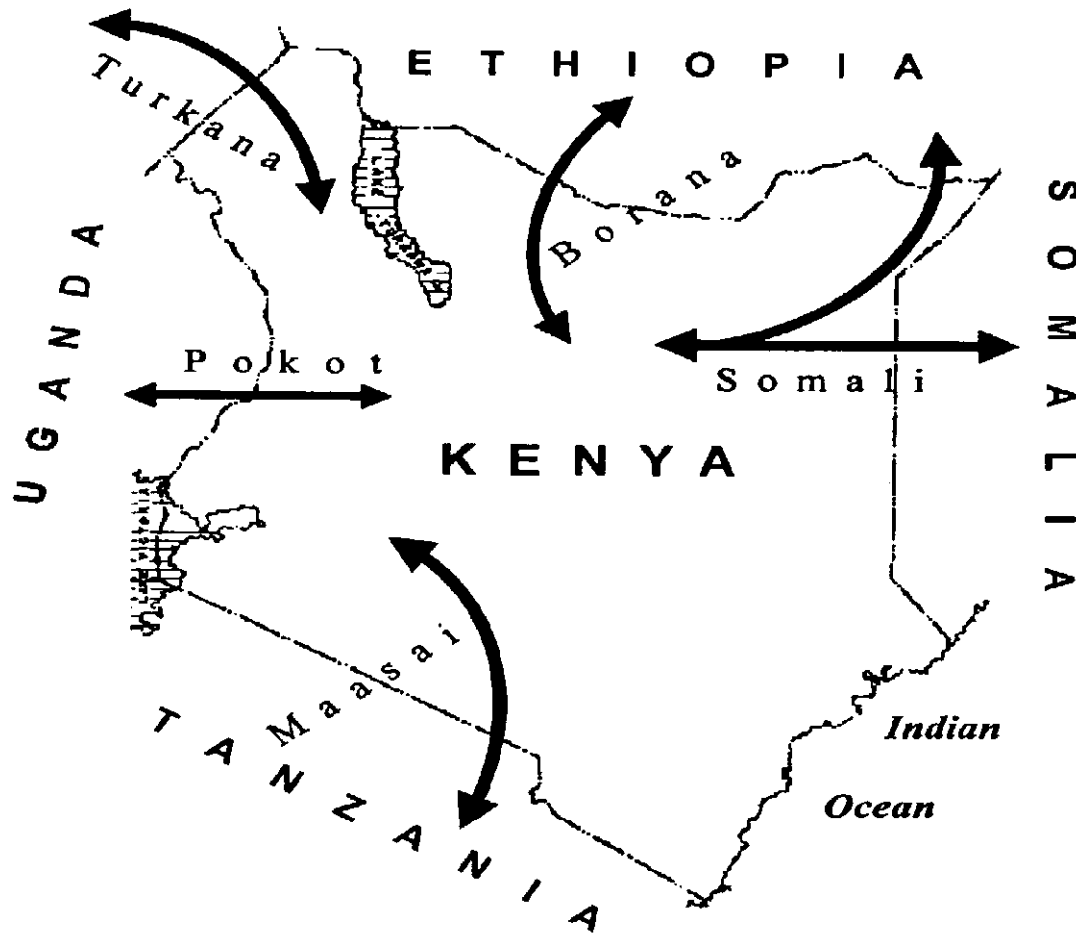 ETHIOPIA
Turkana
Borana
SOMALIA
UGANDA
Pokot
Somali
KENYA
Maasai
TANZANIA
Indian
Ocean